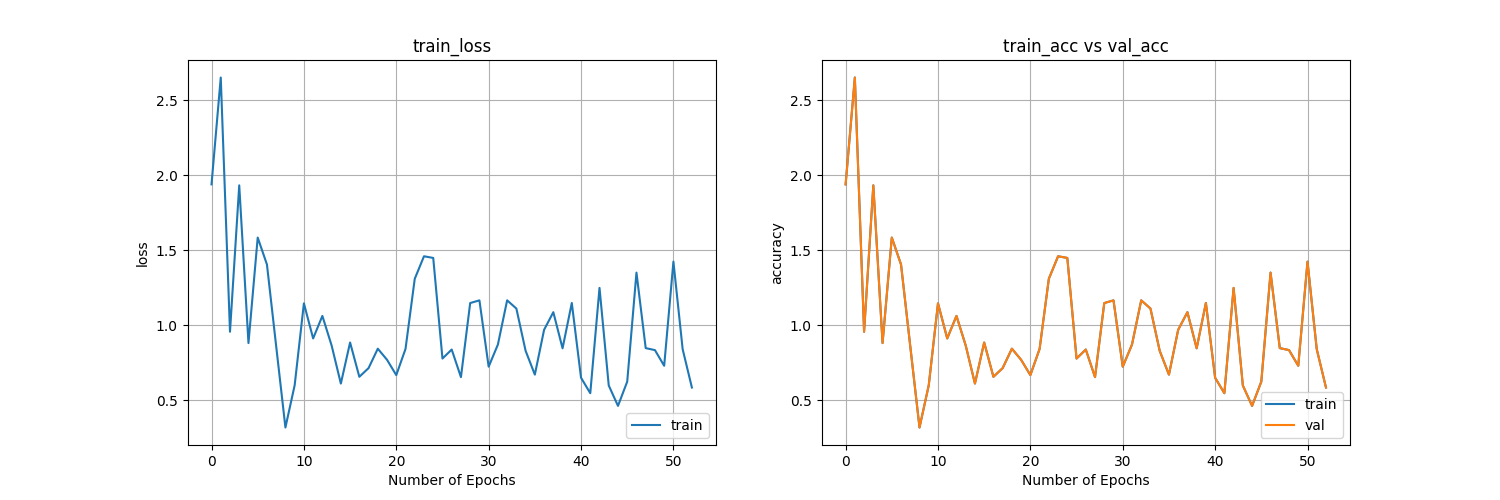 train_loss
loss
2.5
2.0
1.5
1.0
0.5
0 10 20 30 40 50
Number of Epochs
train
train_acc vs val_acc
accuracy
2.5
2.0
1.5
1.0
0.5
0 10 20 30 40 50
Number of Epochs
train
val